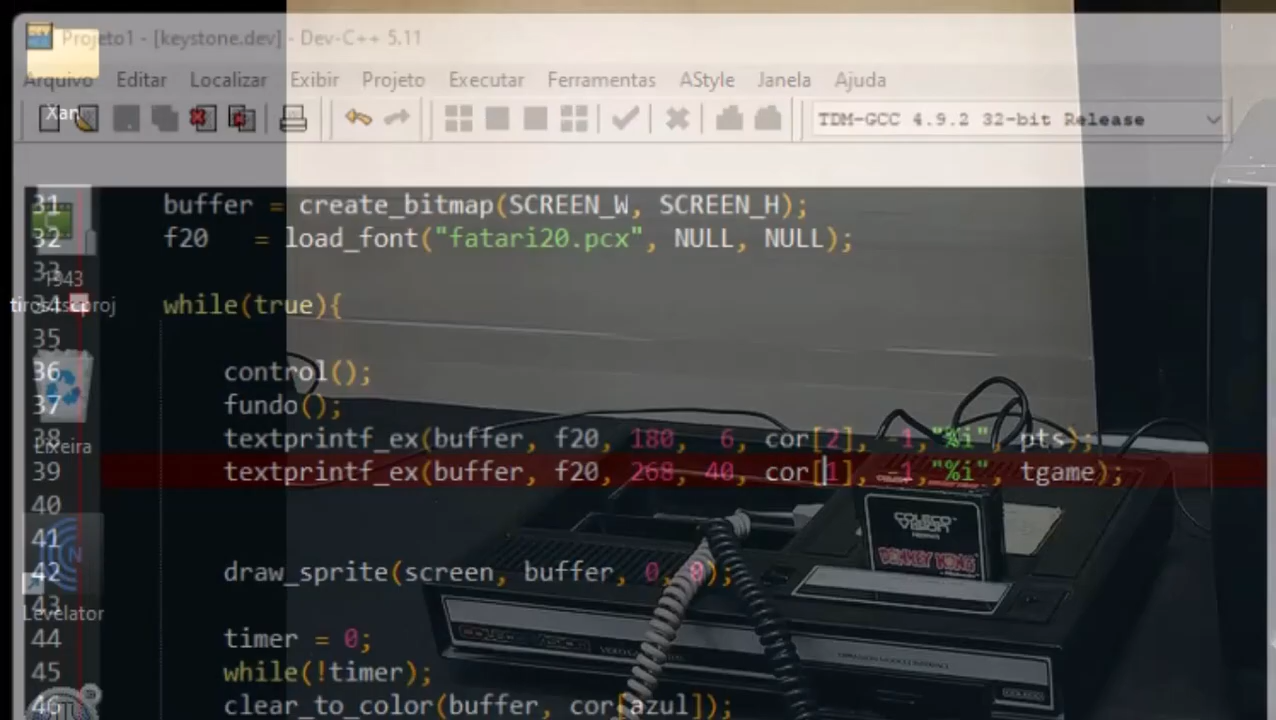 Projeto1 - [keystone.dev] - Dev-C++ 5.11
Arquivo Editar Localizar Exibir Projeto Executar Ferramentas AStyle Janela Ajuda
Xan
TDM-GCC 4.9.2 32-bit Release
31 buffer = create_bitmap(SCREEN_W, SCREEN_H);
32 f20 = load_font("fatari20.pcx", NULL, NULL);
33
1943
34 while(true){
35
36 control();
37 fundo();
38 textprintf_ex(buffer, f20, 180, 6, cor[2], -1,"%i", pts);
Lixeira
39 textprintf_ex(buffer, f20, 268, 40, cor[1], -1,"%i", tgame);
40
41
COLECO
VISION
DONKEY KONG
42 draw_sprite(screen, buffer, 0, 0);
43
Levelator
44 timer = 0;
45 while(!timer);
46 clear_to_color(buffer, cor[azul]);
COLECO